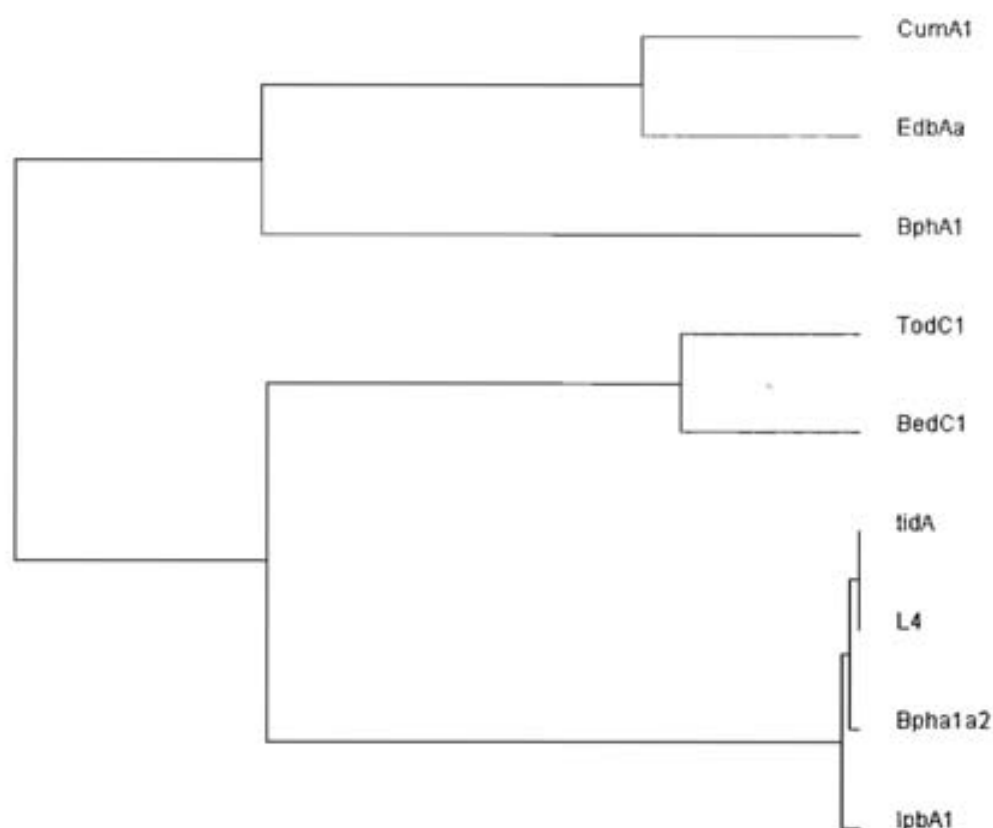 CumA1
EdbAa
BphA1
TodC1
BedC1
tidA
L4
Bpha1a2
IpbA1